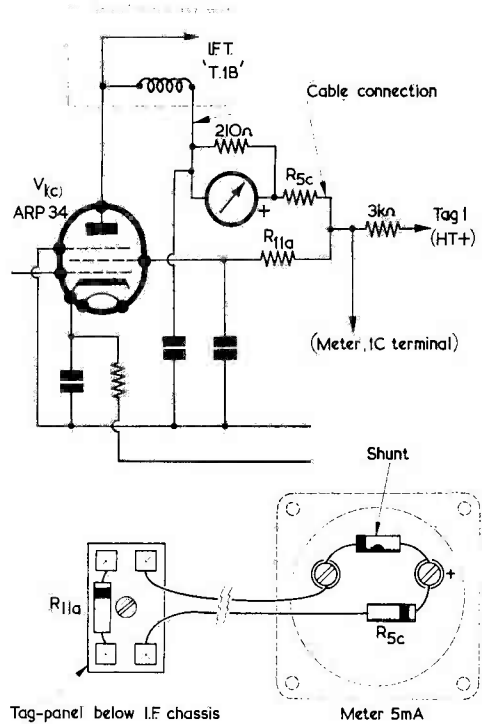 I.F.T.
'T.1B'
Cable connection
210Ω
R5c
+
V1(c)
ARP 34
R11a
3kΩ
Tag 1
(HT+)
(Meter, 1C terminal)
Shunt
+
R11a
R5c
Tag-panel below I.F. chassis
Meter 5mA